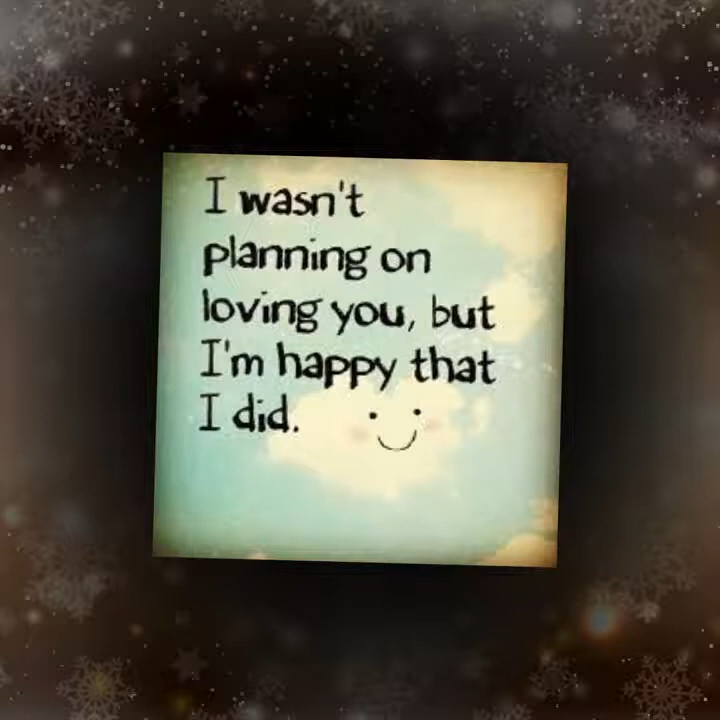 I wasn't
planning on
loving you, but
I'm happy that
I did.